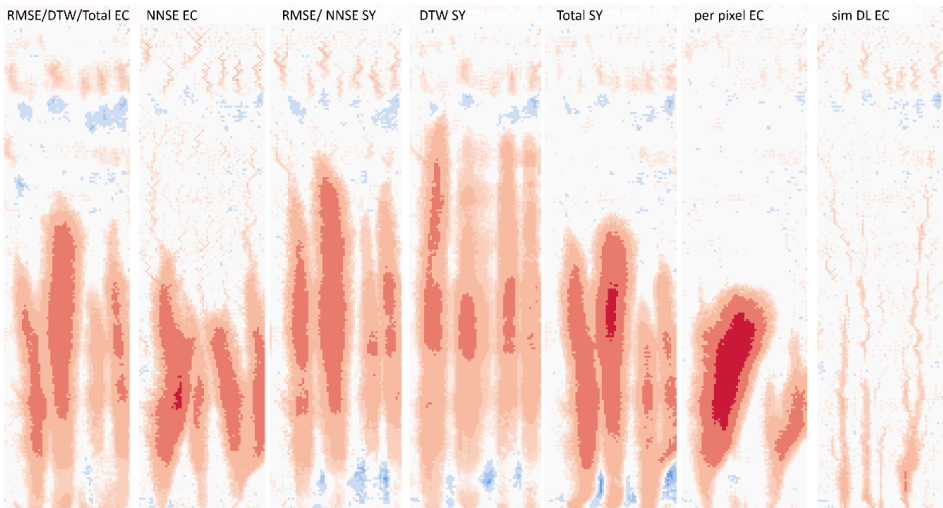 RMSE/DTW/Total EC
NNSE EC
RMSE/ NNSE SY
DTW SY
Total SY
per pixel EC
sim DL EC